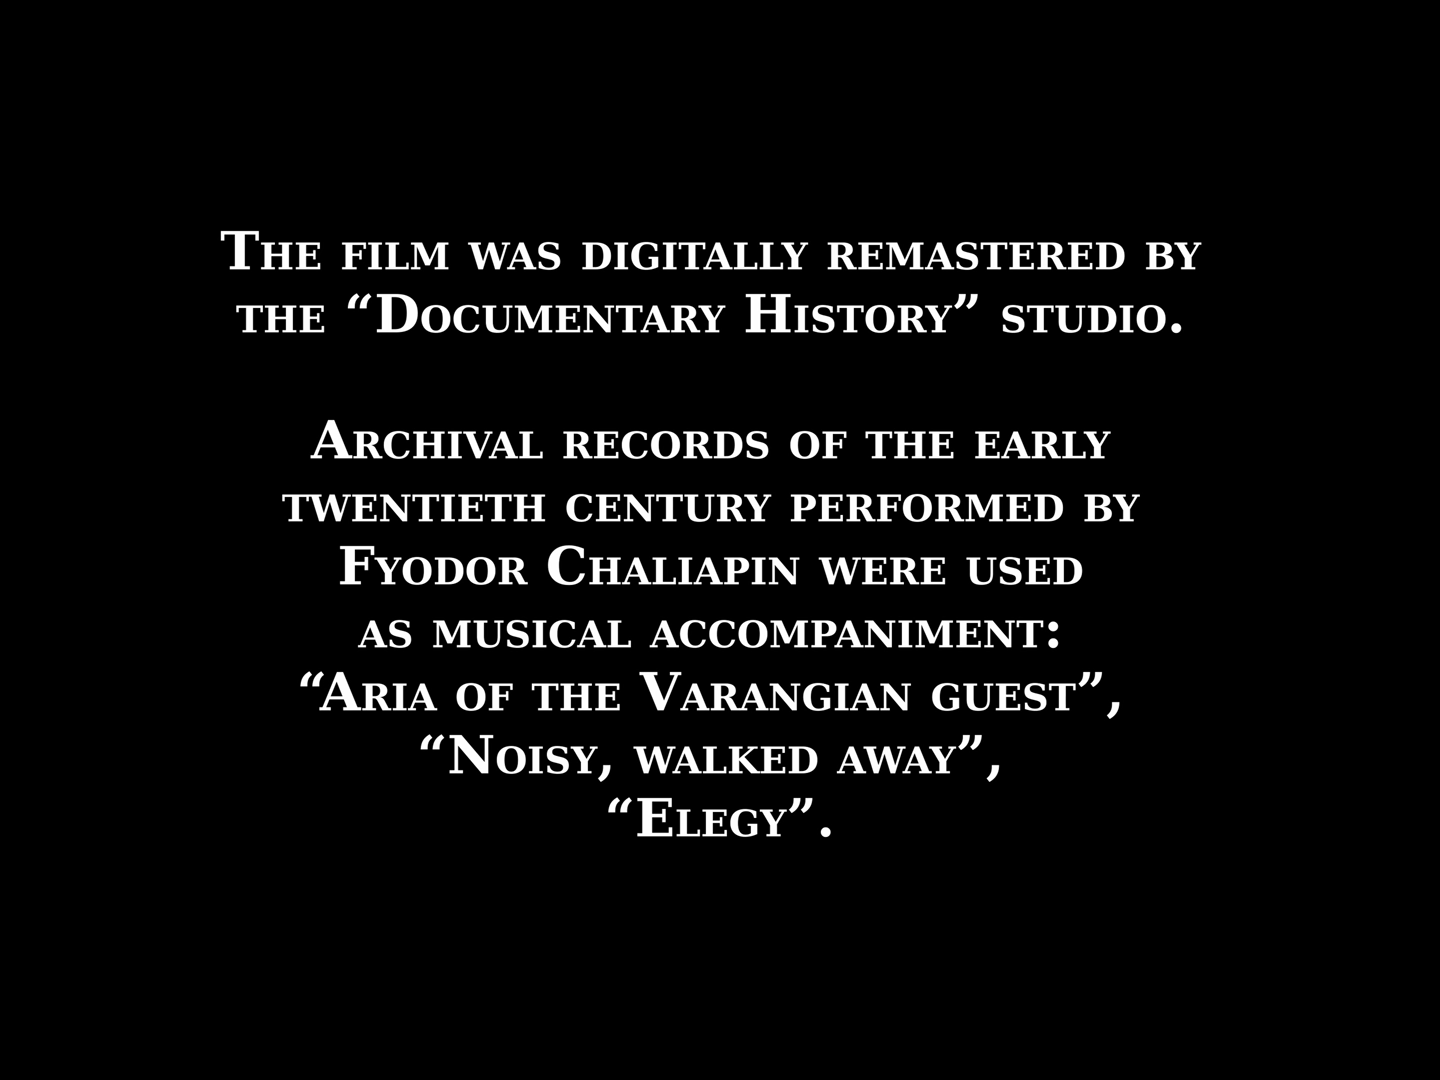 The film was digitally remastered by
the “Documentary History” studio.
Archival records of the early
twentieth century performed by
Fyodor Chaliapin were used
as musical accompaniment:
“Aria of the Varangian guest”,
“Noisy, walked away”,
“Elegy”.